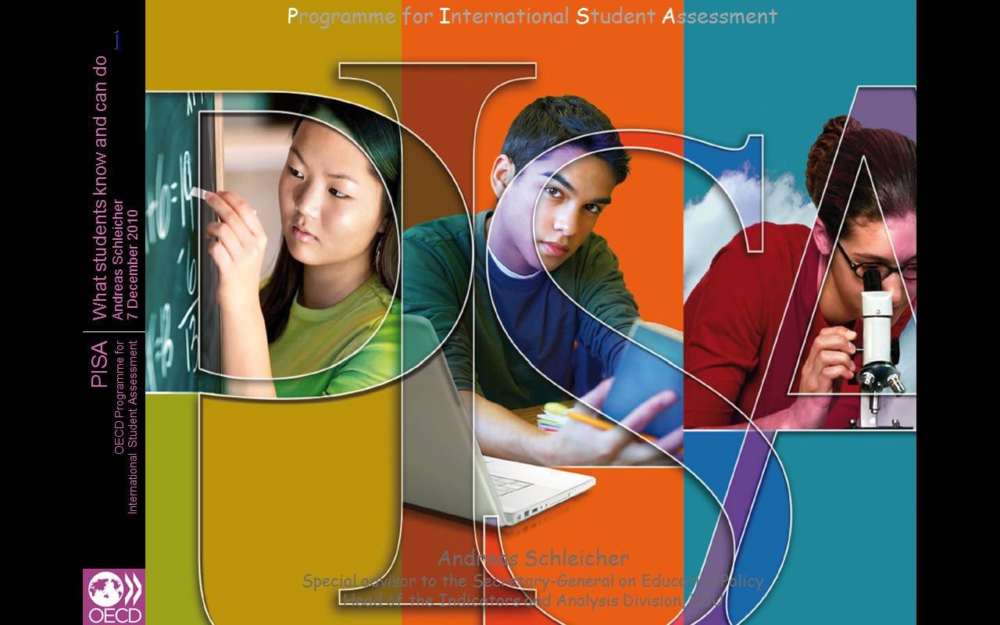 Programme for International Student Assessment
1
What students know and can do
Andreas Schleicher
7 December 2010
PISA
OECD Programme for
International Student Assessment
OECD
PISA
Andreas Schleicher
Special advisor to the Secretary-General on Education Policy
Head of the Indicators and Analysis Division, EDU